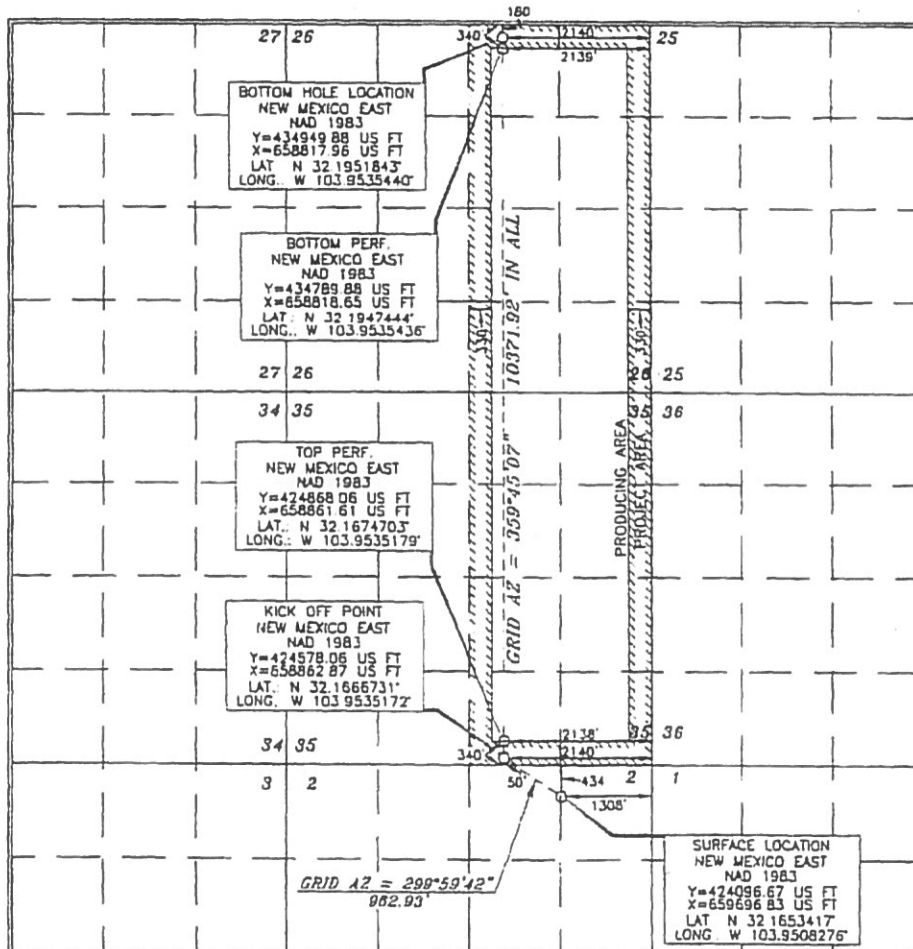 180
27 26
340'
2140'
25
2139'
BOTTOM HOLE LOCATION
NEW MEXICO EAST
NAD 1983
Y=434949.88 US FT
X=658817.96 US FT
LAT N 32.1951843°
LONG.. W 103.9535440°
BOTTOM PERF.
NEW MEXICO EAST
NAD 1983
Y=434789.88 US FT
X=658818.65 US FT
LAT.: N 32.1947444°
LONG.. W 103.9535436°
330'
330'
GRID AZ = 359°45'07" 10371.92' IN ALL
27 26
26 25
34 35
35 36
PRODUCING AREA
PROJECT AREA
TOP PERF.
NEW MEXICO EAST
NAD 1983
Y=424868.06 US FT
X=658861.61 US FT
LAT.: N 32.1674703°
LONG.: W 103.9535179°
KICK OFF POINT
NEW MEXICO EAST
NAD 1983
Y=424578.06 US FT
X=658862.87 US FT
LAT.: N 32.1666731°
LONG. W 103.9535172°
34 35
2138'
35 36
340'
2140'
3 2
50'
434
2 1
1308'
GRID AZ = 299°59'42"
962.93'
SURFACE LOCATION
NEW MEXICO EAST
NAD 1983
Y=424096.67 US FT
X=659696.83 US FT
LAT N 32.1653417°
LONG. W 103.9508276°